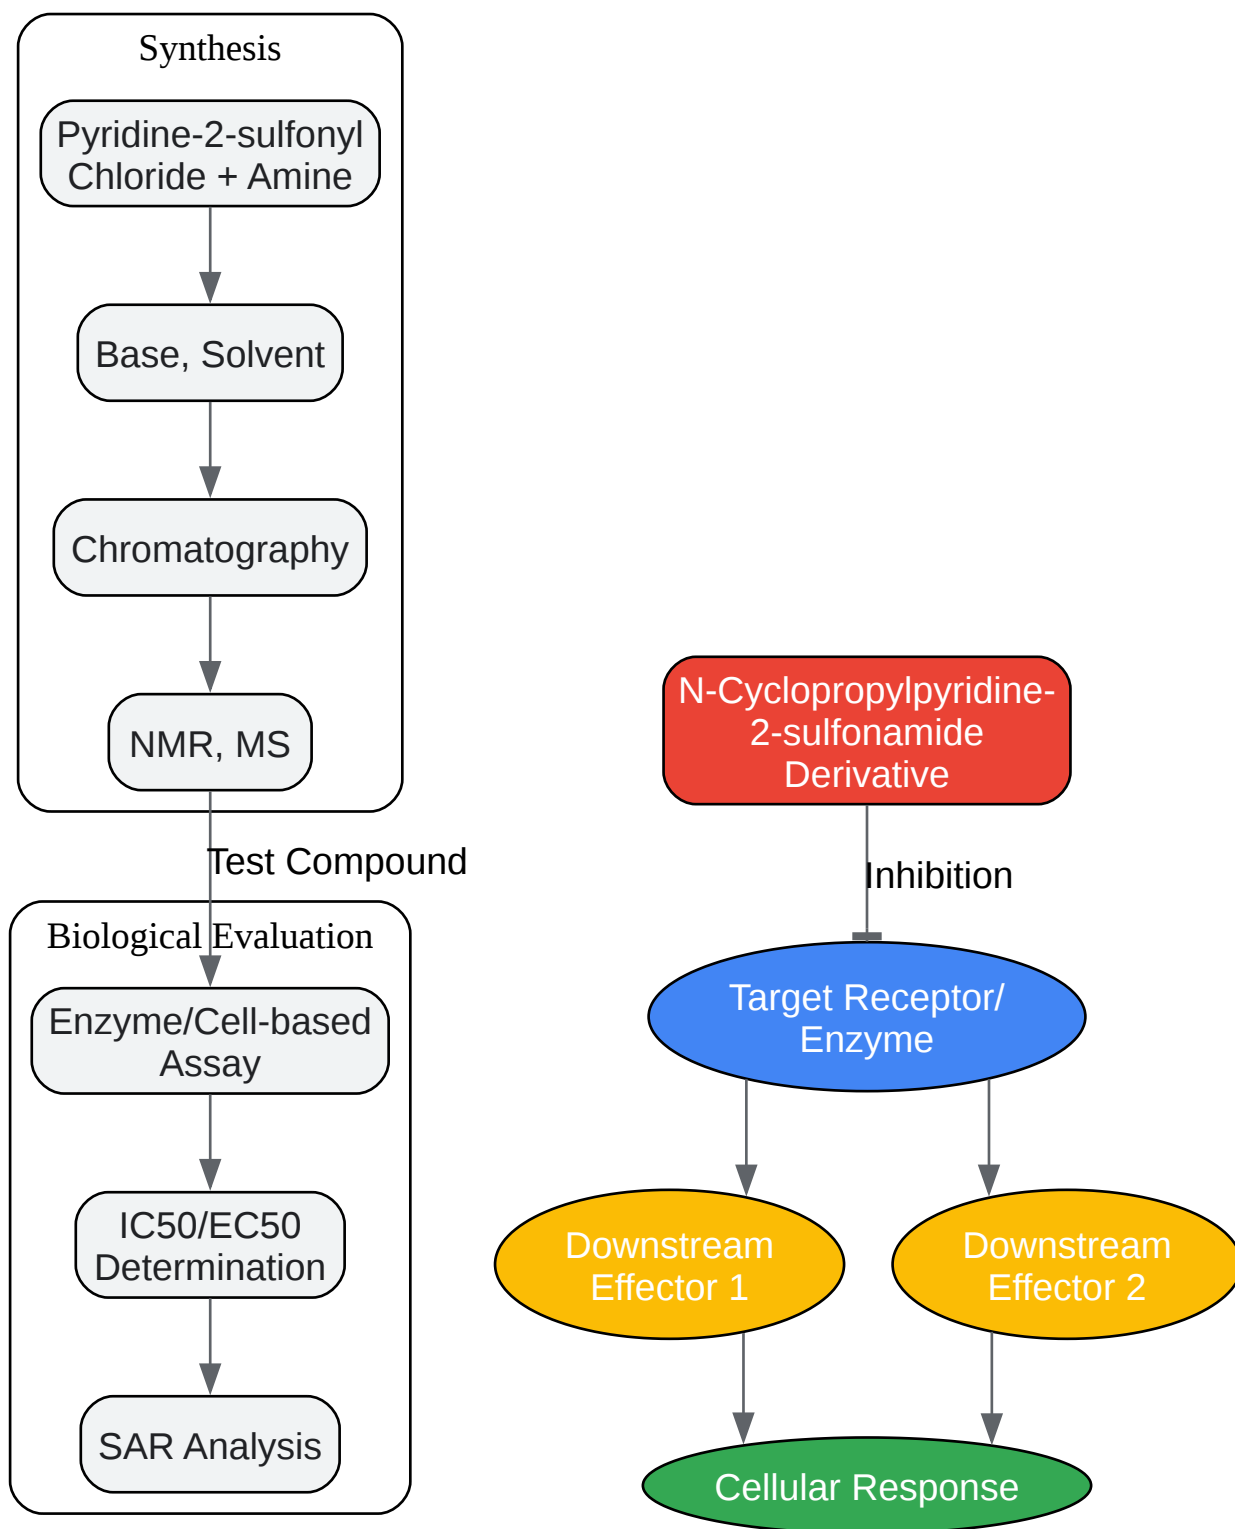 Synthesis
Pyridine-2-sulfonyl
Chloride + Amine
Base, Solvent
Chromatography
NMR, MS
Test Compound
Biological Evaluation
Enzyme/Cell-based
Assay
IC50/EC50
Determination
SAR Analysis
N-Cyclopropylpyridine-
2-sulfonamide
Derivative
Inhibition
Target Receptor/
Enzyme
Downstream
Effector 1
Downstream
Effector 2
Cellular Response